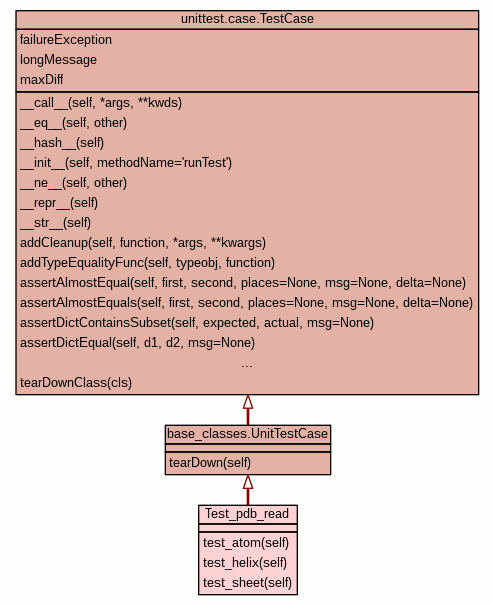 unittest.case.TestCase
failureException
longMessage
maxDiff
__call__(self, *args, **kwds)
__eq__(self, other)
__hash__(self)
__init__(self, methodName='runTest')
__ne__(self, other)
__repr__(self)
__str__(self)
addCleanup(self, function, *args, **kwargs)
addTypeEqualityFunc(self, typeobj, function)
assertAlmostEqual(self, first, second, places=None, msg=None, delta=None)
assertAlmostEquals(self, first, second, places=None, msg=None, delta=None)
assertDictContainsSubset(self, expected, actual, msg=None)
assertDictEqual(self, d1, d2, msg=None)
...
tearDownClass(cls)
base_classes.UnitTestCase
tearDown(self)
Test_pdb_read
test_atom(self)
test_helix(self)
test_sheet(self)